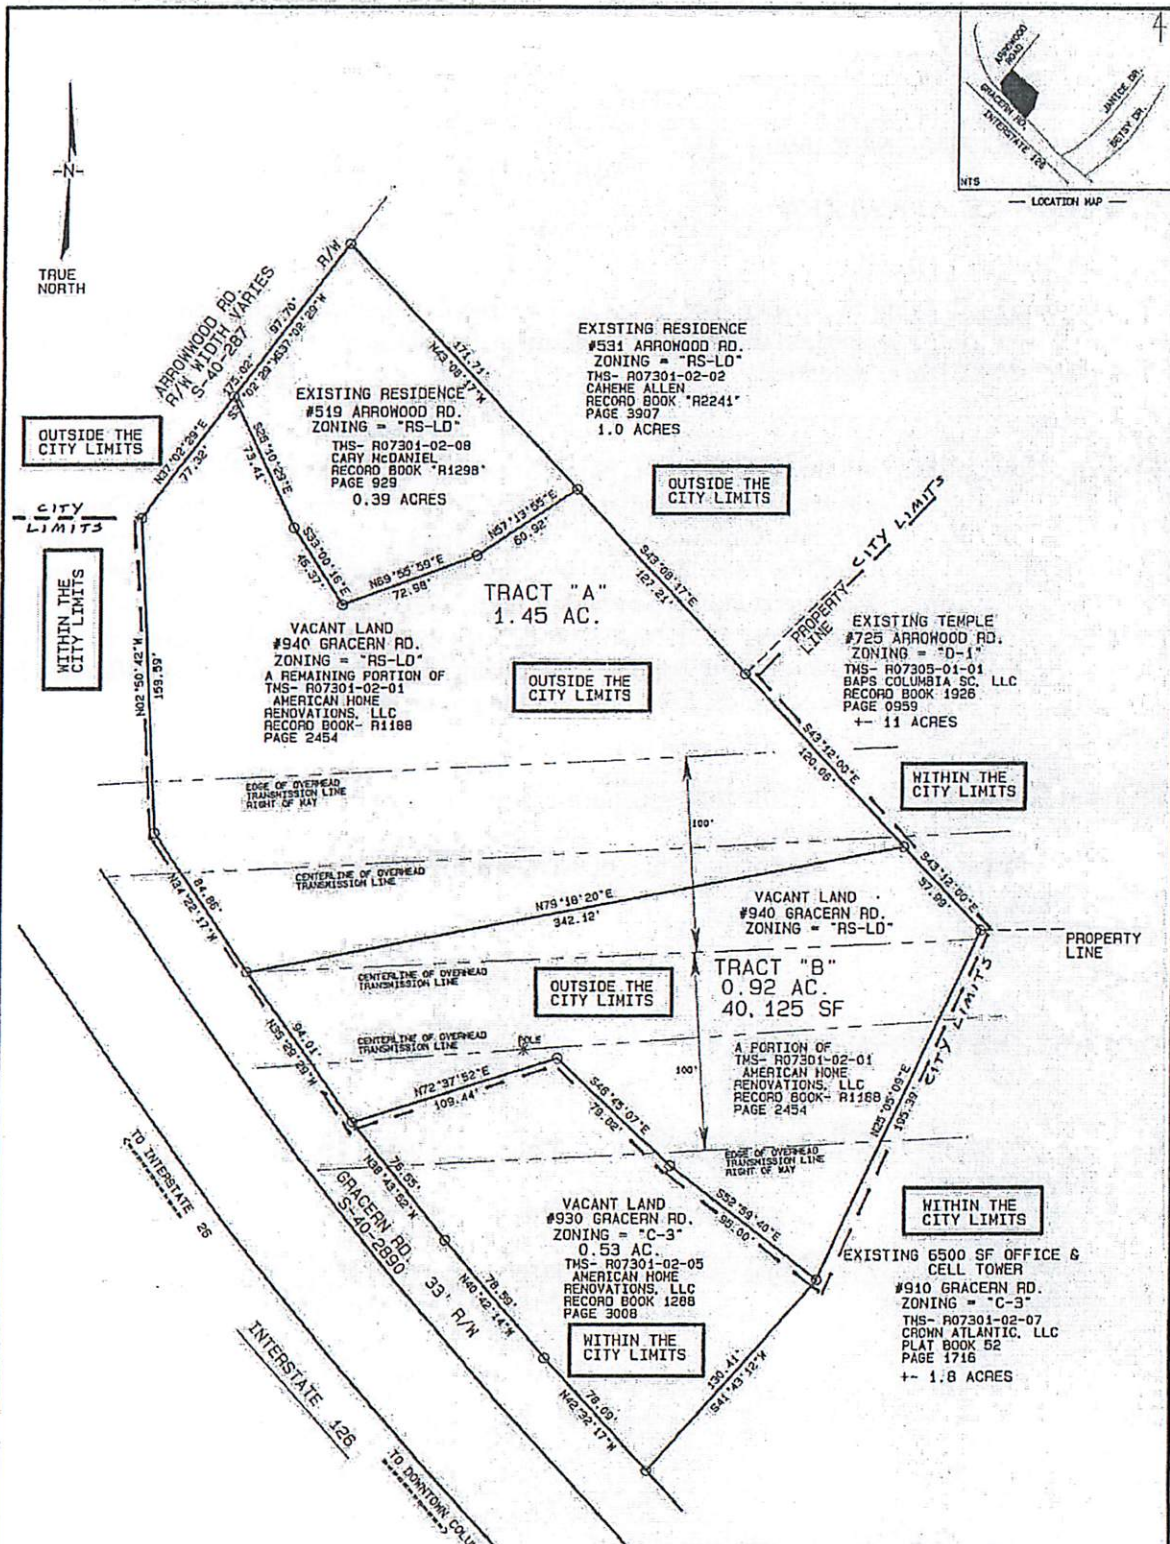 4
ARROWOOD
ROAD
GRACERN RD.
INTERSTATE 126
JANICE DR.
BETSY DR.
NTS
LOCATION MAP
N
TRUE
NORTH
ARROWWOOD RD.
R/W WIDTH VARIES
S-40-287
R/W
97.70'
S37°02'29"W
175.02'
N37°02'29"E
77.32'
171.71'
N43°08'17"W
EXISTING RESIDENCE
#531 ARROWOOD RD.
ZONING = "RS-LD"
TMS- R07301-02-02
CAHEME ALLEN
RECORD BOOK "R2241"
PAGE 3907
1.0 ACRES
EXISTING RESIDENCE
#519 ARROWOOD RD.
ZONING = "RS-LD"
TMS- R07301-02-08
CARY McDANIEL
RECORD BOOK "R1298"
PAGE 929
0.39 ACRES
OUTSIDE THE
CITY LIMITS
CITY
LIMITS
WITHIN THE
CITY LIMITS
S28°10'29"E
73.41'
S33°00'16"E
46.37'
N69°55'59"E
72.98'
N57°13'55"E
60.92'
OUTSIDE THE
CITY LIMITS
S43°08'17"E
127.21'
TRACT "A"
1.45 AC.
PROPERTY
LINE
CITY LIMITS
VACANT LAND
#940 GRACERN RD.
ZONING = "RS-LD"
A REMAINING PORTION OF
TMS- R07301-02-01
AMERICAN HOME
RENOVATIONS, LLC
RECORD BOOK- R1188
PAGE 2454
OUTSIDE THE
CITY LIMITS
EXISTING TEMPLE
#725 ARROWOOD RD.
ZONING = "D-1"
TMS- R07305-01-01
BAPS COLUMBIA SC, LLC
RECORD BOOK 1926
PAGE 0959
+- 11 ACRES
N02°50'42"W
159.59'
S43°12'00"E
120.06'
WITHIN THE
CITY LIMITS
EDGE OF OVERHEAD
TRANSMISSION LINE
RIGHT OF WAY
100'
CENTERLINE OF OVERHEAD
TRANSMISSION LINE
84.86'
N34°22'17"W
N79°18'20"E
342.12'
S43°12'00"E
57.99'
VACANT LAND
#940 GRACERN RD.
ZONING = "RS-LD"
PROPERTY
LINE
CENTERLINE OF OVERHEAD
TRANSMISSION LINE
OUTSIDE THE
CITY LIMITS
TRACT "B"
0.92 AC.
40,125 SF
CITY LIMITS
94.01'
N35°29'29"W
CENTERLINE OF OVERHEAD
TRANSMISSION LINE
POLE
N72°37'52"E
109.44'
100'
A PORTION OF
TMS- R07301-02-01
AMERICAN HOME
RENOVATIONS, LLC
RECORD BOOK- R1188
PAGE 2454
S46°45'07"E
79.02'
N25°05'09"E
195.39'
EDGE OF OVERHEAD
TRANSMISSION LINE
RIGHT OF WAY
S52°59'40"E
95.00'
TO INTERSTATE 26
GRACERN RD.
S-40-2890
33' R/W
75.55'
N38°43'52"W
VACANT LAND
#930 GRACERN RD.
ZONING = "C-3"
0.53 AC.
TMS- R07301-02-05
AMERICAN HOME
RENOVATIONS, LLC
RECORD BOOK 1288
PAGE 3008
WITHIN THE
CITY LIMITS
WITHIN THE
CITY LIMITS
EXISTING 6500 SF OFFICE &
CELL TOWER
#910 GRACERN RD.
ZONING = "C-3"
TMS- R07301-02-07
CROWN ATLANTIC, LLC
PLAT BOOK 52
PAGE 1716
+- 1.8 ACRES
78.59'
N40°42'14"W
130.41'
S41°43'12"W
78.09'
N42°32'17"W
INTERSTATE 126
TO DOWNTOWN